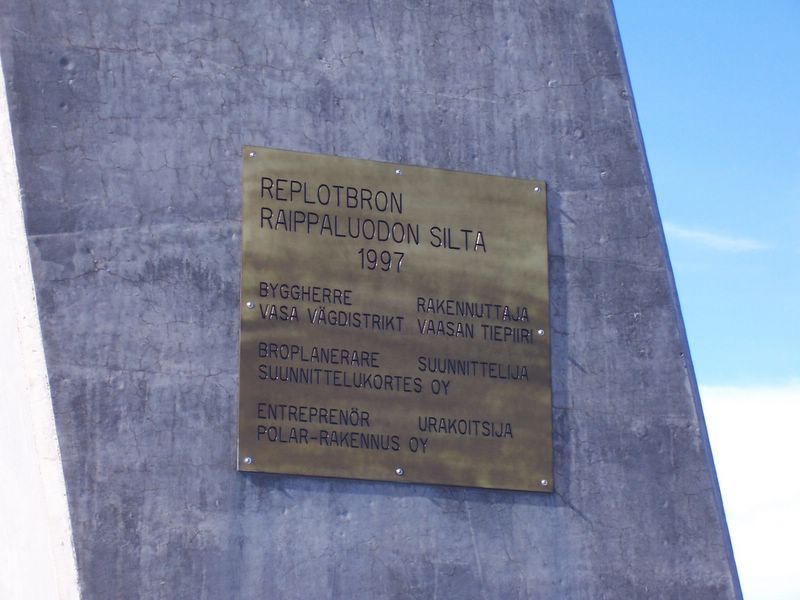 REPLOTBRON
RAIPPALUODON SILTA
1997
BYGGHERRE RAKENNUTTAJA
VASA VÄGDISTRIKT VAASAN TIEPIIRI
BROPLANERARE SUUNNITTELIJA
SUUNNITTELUKORTES OY
ENTREPRENÖR URAKOITSIJA
POLAR-RAKENNUS OY